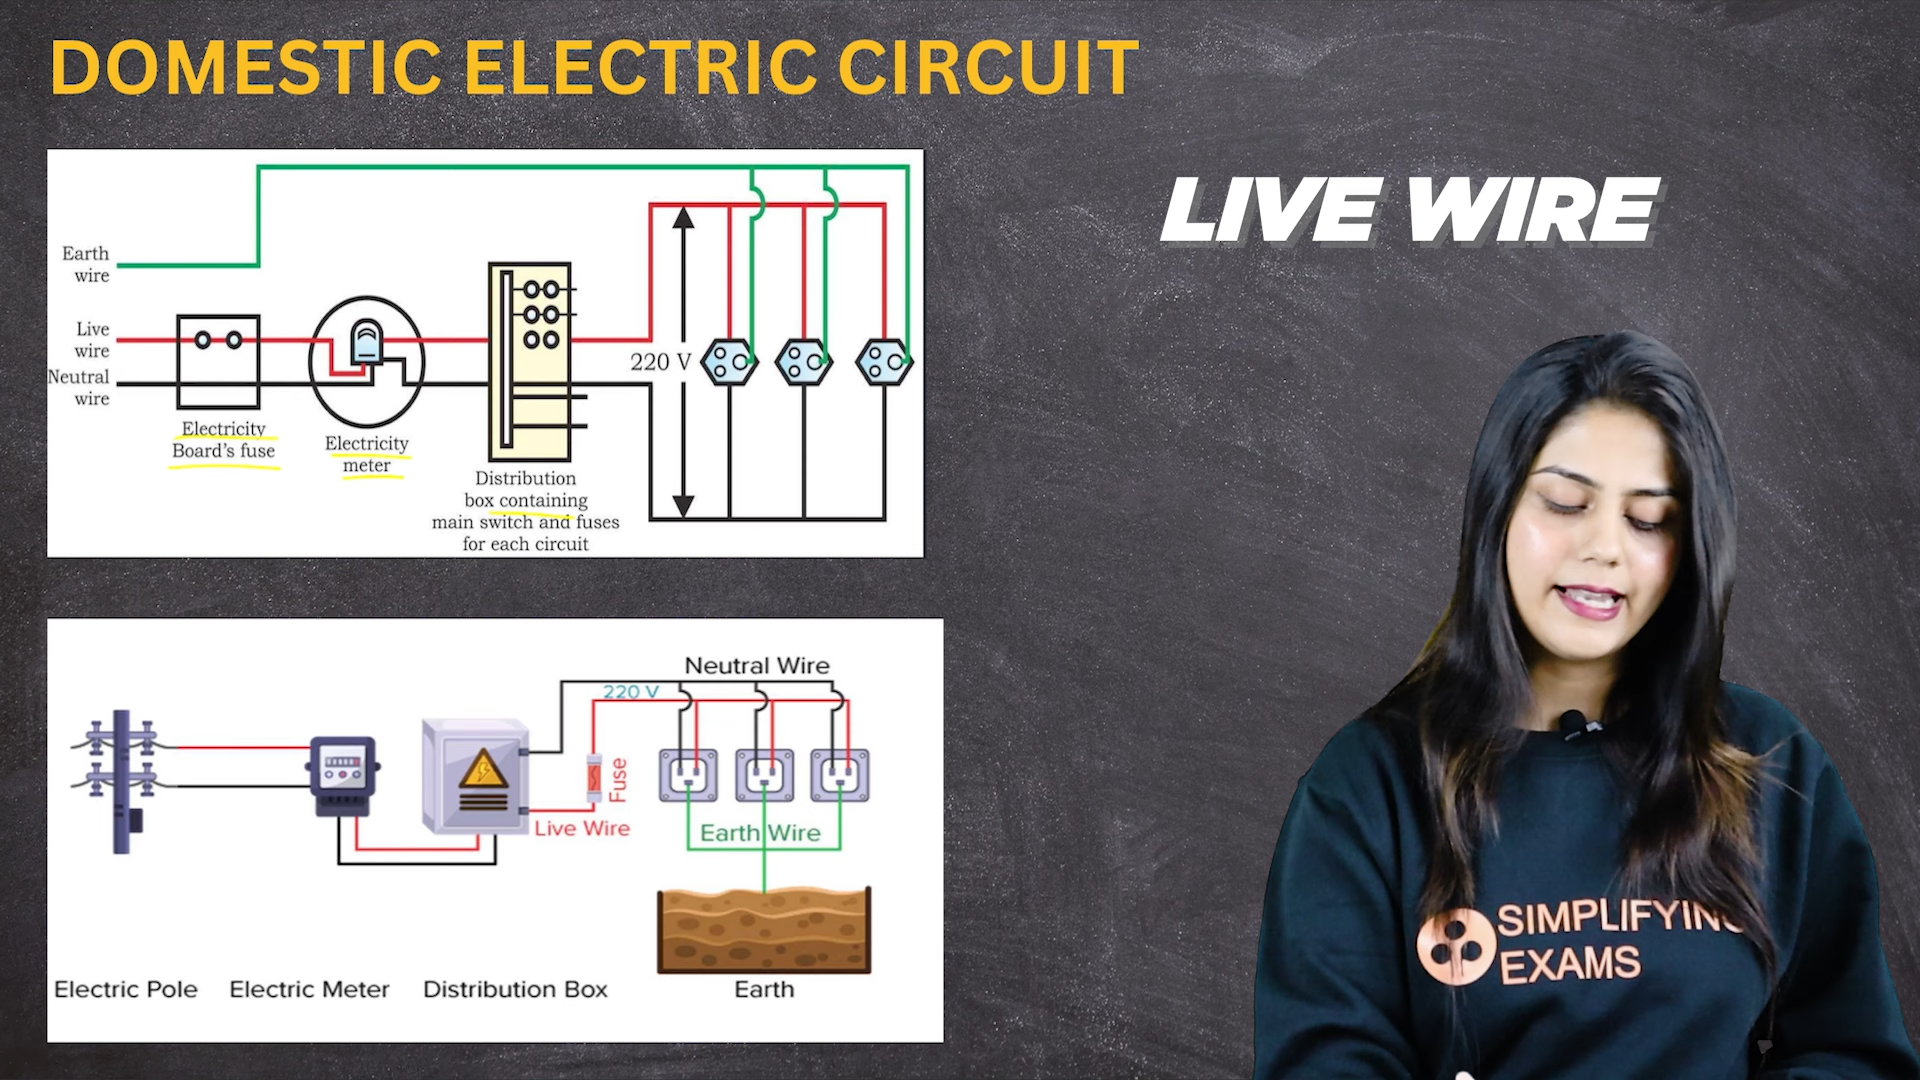 DOMESTIC ELECTRIC CIRCUIT
LIVE WIRE
Earth
wire
Live
wire
Neutral
wire
220 V
Electricity
Board's fuse
Electricity
meter
Distribution
box containing
main switch and fuses
for each circuit
Neutral Wire
220 V
Fuse
Live Wire
Earth Wire
Electric Pole
Electric Meter
Distribution Box
Earth
SIMPLIFYING
EXAMS